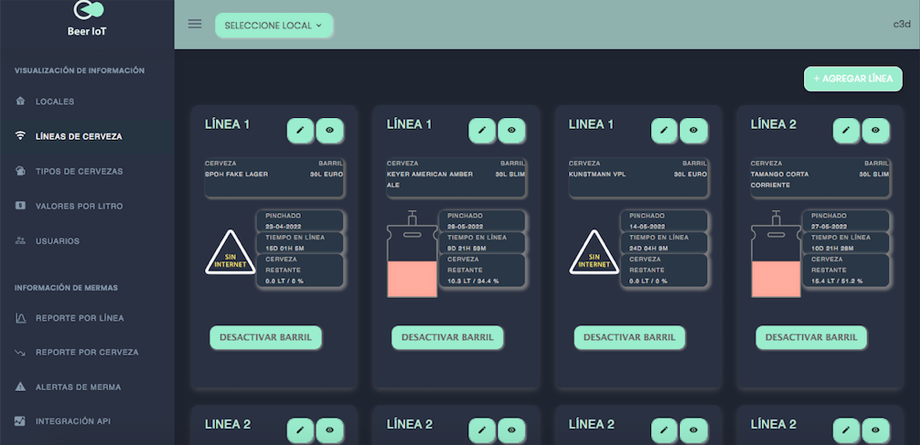 Beer IoT
SELECCIONE LOCAL
c3d
VISUALIZACIÓN DE INFORMACIÓN
LOCALES
LÍNEAS DE CERVEZA
TIPOS DE CERVEZAS
VALORES POR LITRO
USUARIOS
INFORMACIÓN DE MERMAS
REPORTE POR LÍNEA
REPORTE POR CERVEZA
ALERTAS DE MERMA
INTEGRACIÓN API
+ AGREGAR LÍNEA
LÍNEA 1
CERVEZA BARRIL
BPOH FAKE LAGER 30L EURO
SIN
INTERNET
PINCHADO
23-04-2022
TIEMPO EN LÍNEA
15D 01H 5M
CERVEZA
RESTANTE
0.0 LT / 0 %
DESACTIVAR BARRIL
LÍNEA 1
CERVEZA BARRIL
KEYER AMERICAN AMBER 30L SLIM
ALE
PINCHADO
28-05-2022
TIEMPO EN LÍNEA
9D 21H 59M
CERVEZA
RESTANTE
10.3 LT / 34.4 %
DESACTIVAR BARRIL
LÍNEA 1
CERVEZA BARRIL
KUNSTMANN VPL 30L EURO
SIN
INTERNET
PINCHADO
14-05-2022
TIEMPO EN LÍNEA
24D 04H 9M
CERVEZA
RESTANTE
0.0 LT / 0 %
DESACTIVAR BARRIL
LÍNEA 2
CERVEZA BARRIL
TAMANGO CORTA 30L SLIM
CORRIENTE
PINCHADO
27-05-2022
TIEMPO EN LÍNEA
10D 21H 28M
CERVEZA
RESTANTE
15.4 LT / 51.2 %
DESACTIVAR BARRIL
LINEA 2
LÍNEA 2
LÍNEA 2
LÍNEA 2